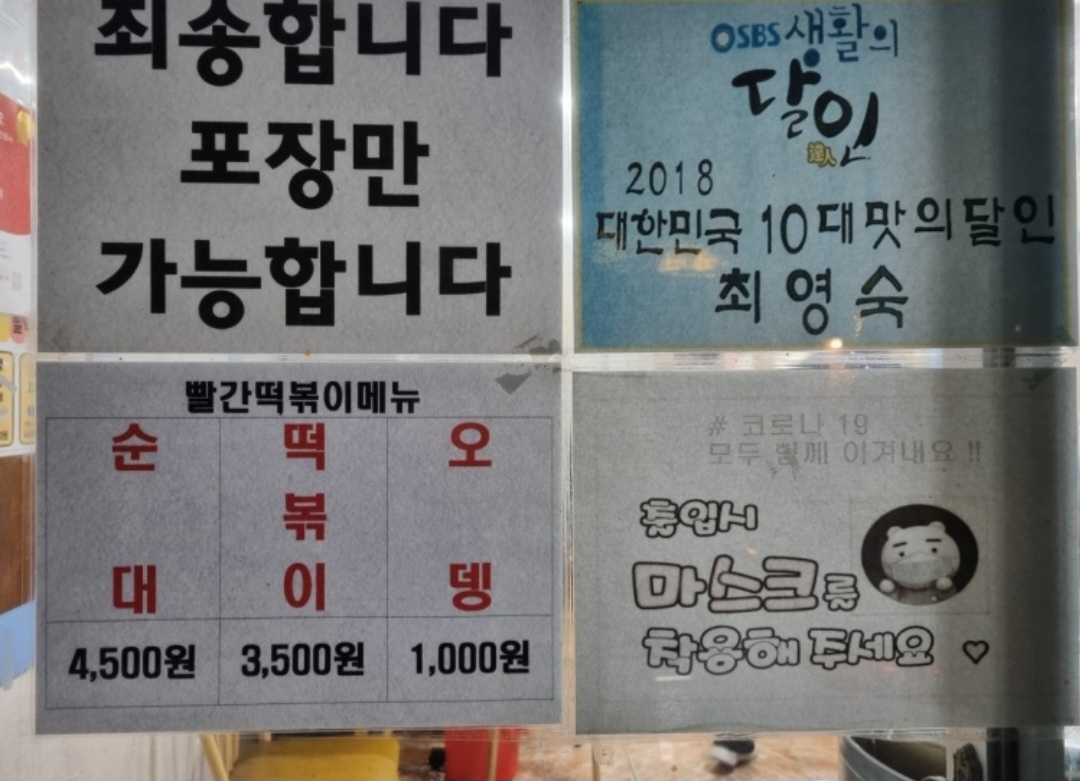 죄송합니다
포장만
가능합니다
SBS 생활의
달인
達人
2018
대한민국 10대맛의달인
최영숙
빨간떡볶이메뉴
순대 떡볶이 오뎅
4,500원 3,500원 1,000원
# 코로나 19
모두 함께 이겨내요 !!
출입시
마스크를
착용해 주세요 ♡